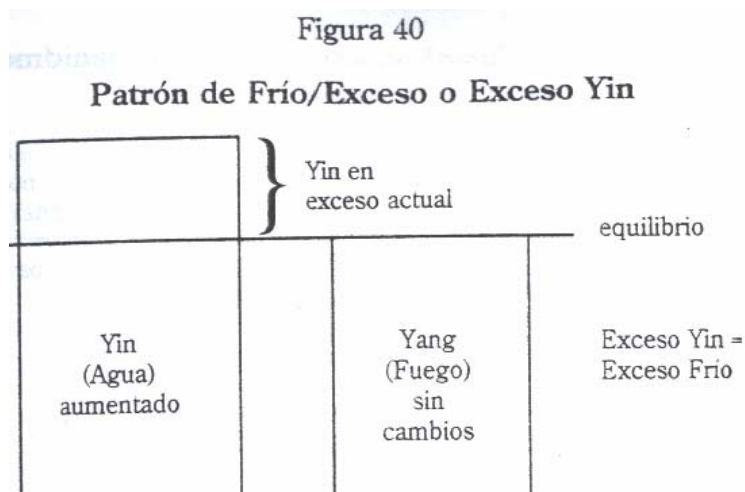 Figura 40
Patrón de Frío/Exceso o Exceso Yin
Yin en
exceso actual
equilibrio
Yin
(Agua)
aumentado
Yang
(Fuego)
sin
cambios
Exceso Yin =
Exceso Frío